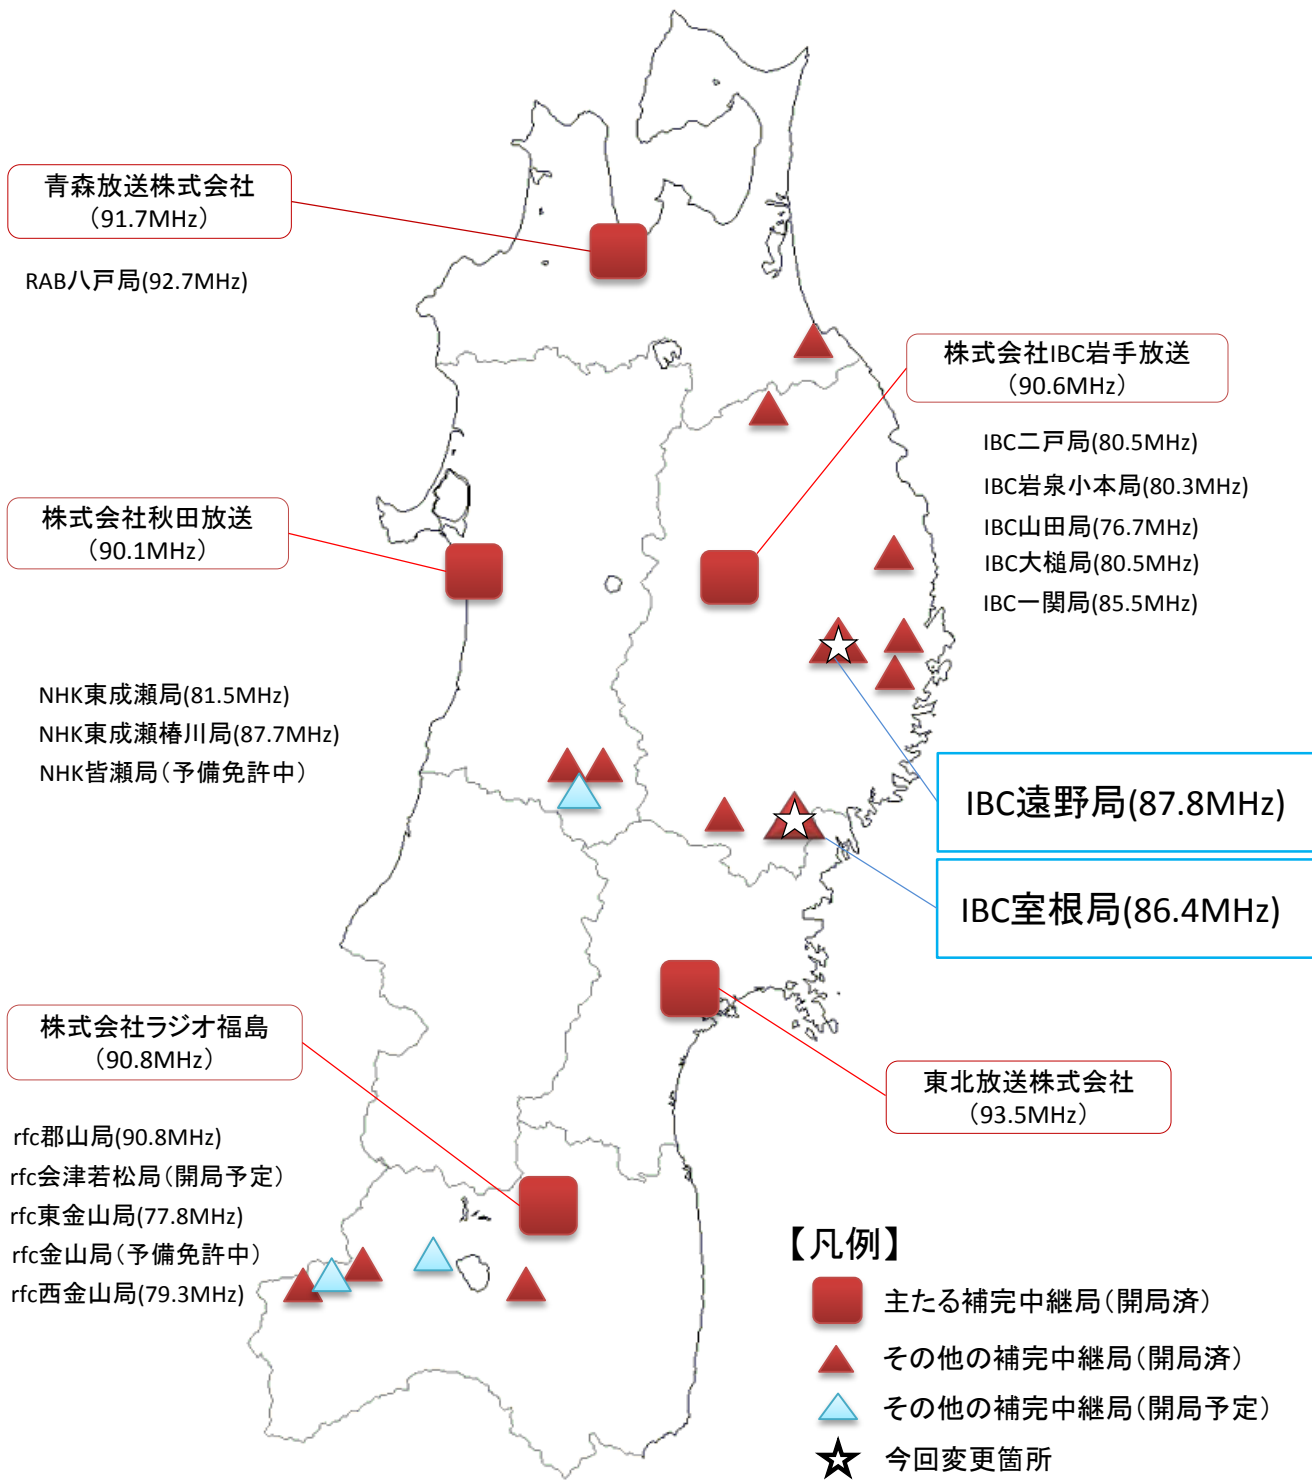 青森放送株式会社
（91.7MHz）
RAB八戸局(92.7MHz)
株式会社IBC岩手放送
（90.6MHz）
IBC二戸局(80.5MHz)
IBC岩泉小本局(80.3MHz)
IBC山田局(76.7MHz)
IBC大槌局(80.5MHz)
IBC一関局(85.5MHz)
株式会社秋田放送
（90.1MHz）
NHK東成瀬局(81.5MHz)
NHK東成瀬椿川局(87.7MHz)
NHK皆瀬局（予備免許中）
IBC遠野局(87.8MHz)
IBC室根局(86.4MHz)
株式会社ラジオ福島
（90.8MHz）
東北放送株式会社
（93.5MHz）
rfc郡山局(90.8MHz)
rfc会津若松局（開局予定）
rfc東金山局(77.8MHz)
rfc金山局（予備免許中）
rfc西金山局(79.3MHz)
【凡例】
主たる補完中継局（開局済）
その他の補完中継局（開局済）
その他の補完中継局（開局予定）
今回変更箇所